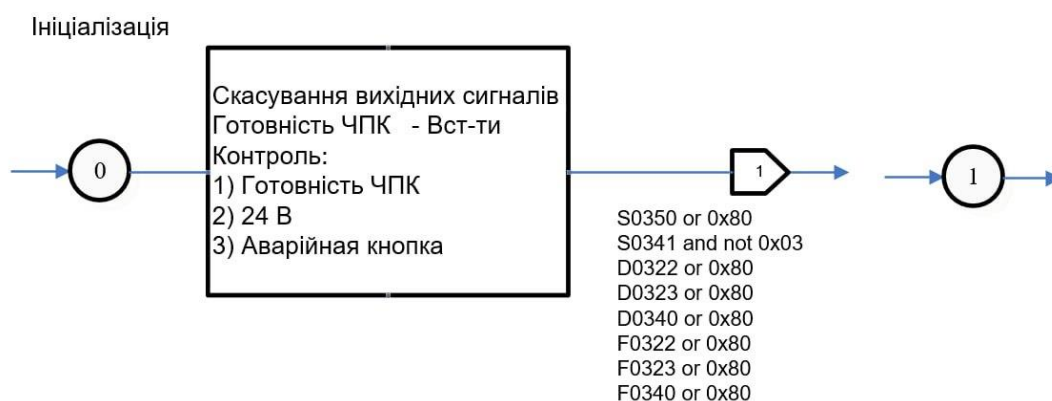 Ініціалізація
0
Скасування вихідних сигналів
Готовність ЧПК - Вст-ти
Контроль:
1) Готовність ЧПК
2) 24 В
3) Аварійная кнопка
1
1
S0350 or 0x80
S0341 and not 0x03
D0322 or 0x80
D0323 or 0x80
D0340 or 0x80
F0322 or 0x80
F0323 or 0x80
F0340 or 0x80